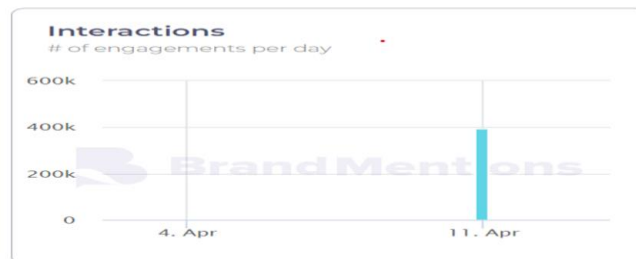 Interactions
# of engagements per day
600k
400k
200k
0
BrandMentions
4. Apr
11. Apr